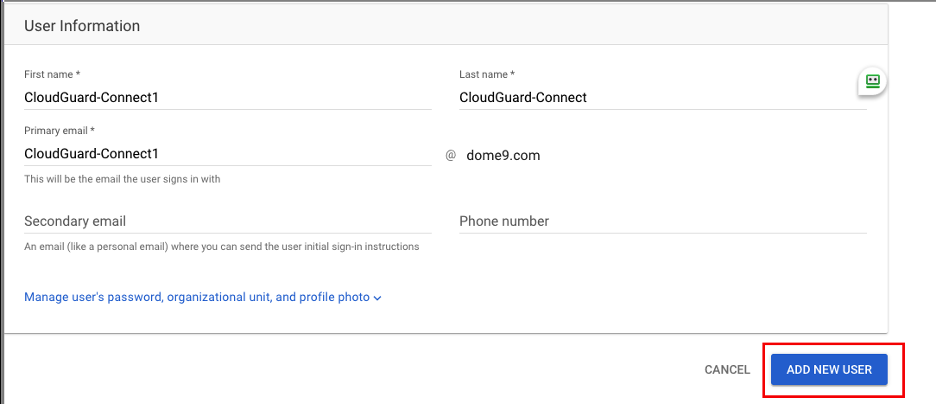 User Information
First name *
Last name *
CloudGuard-Connect1
CloudGuard-Connect
Primary email *
CloudGuard-Connect1
@ dome9.com
This will be the email the user signs in with
Secondary email
Phone number
An email (like a personal email) where you can send the user initial sign-in instructions
Manage user's password, organizational unit, and profile photo
CANCEL
ADD NEW USER